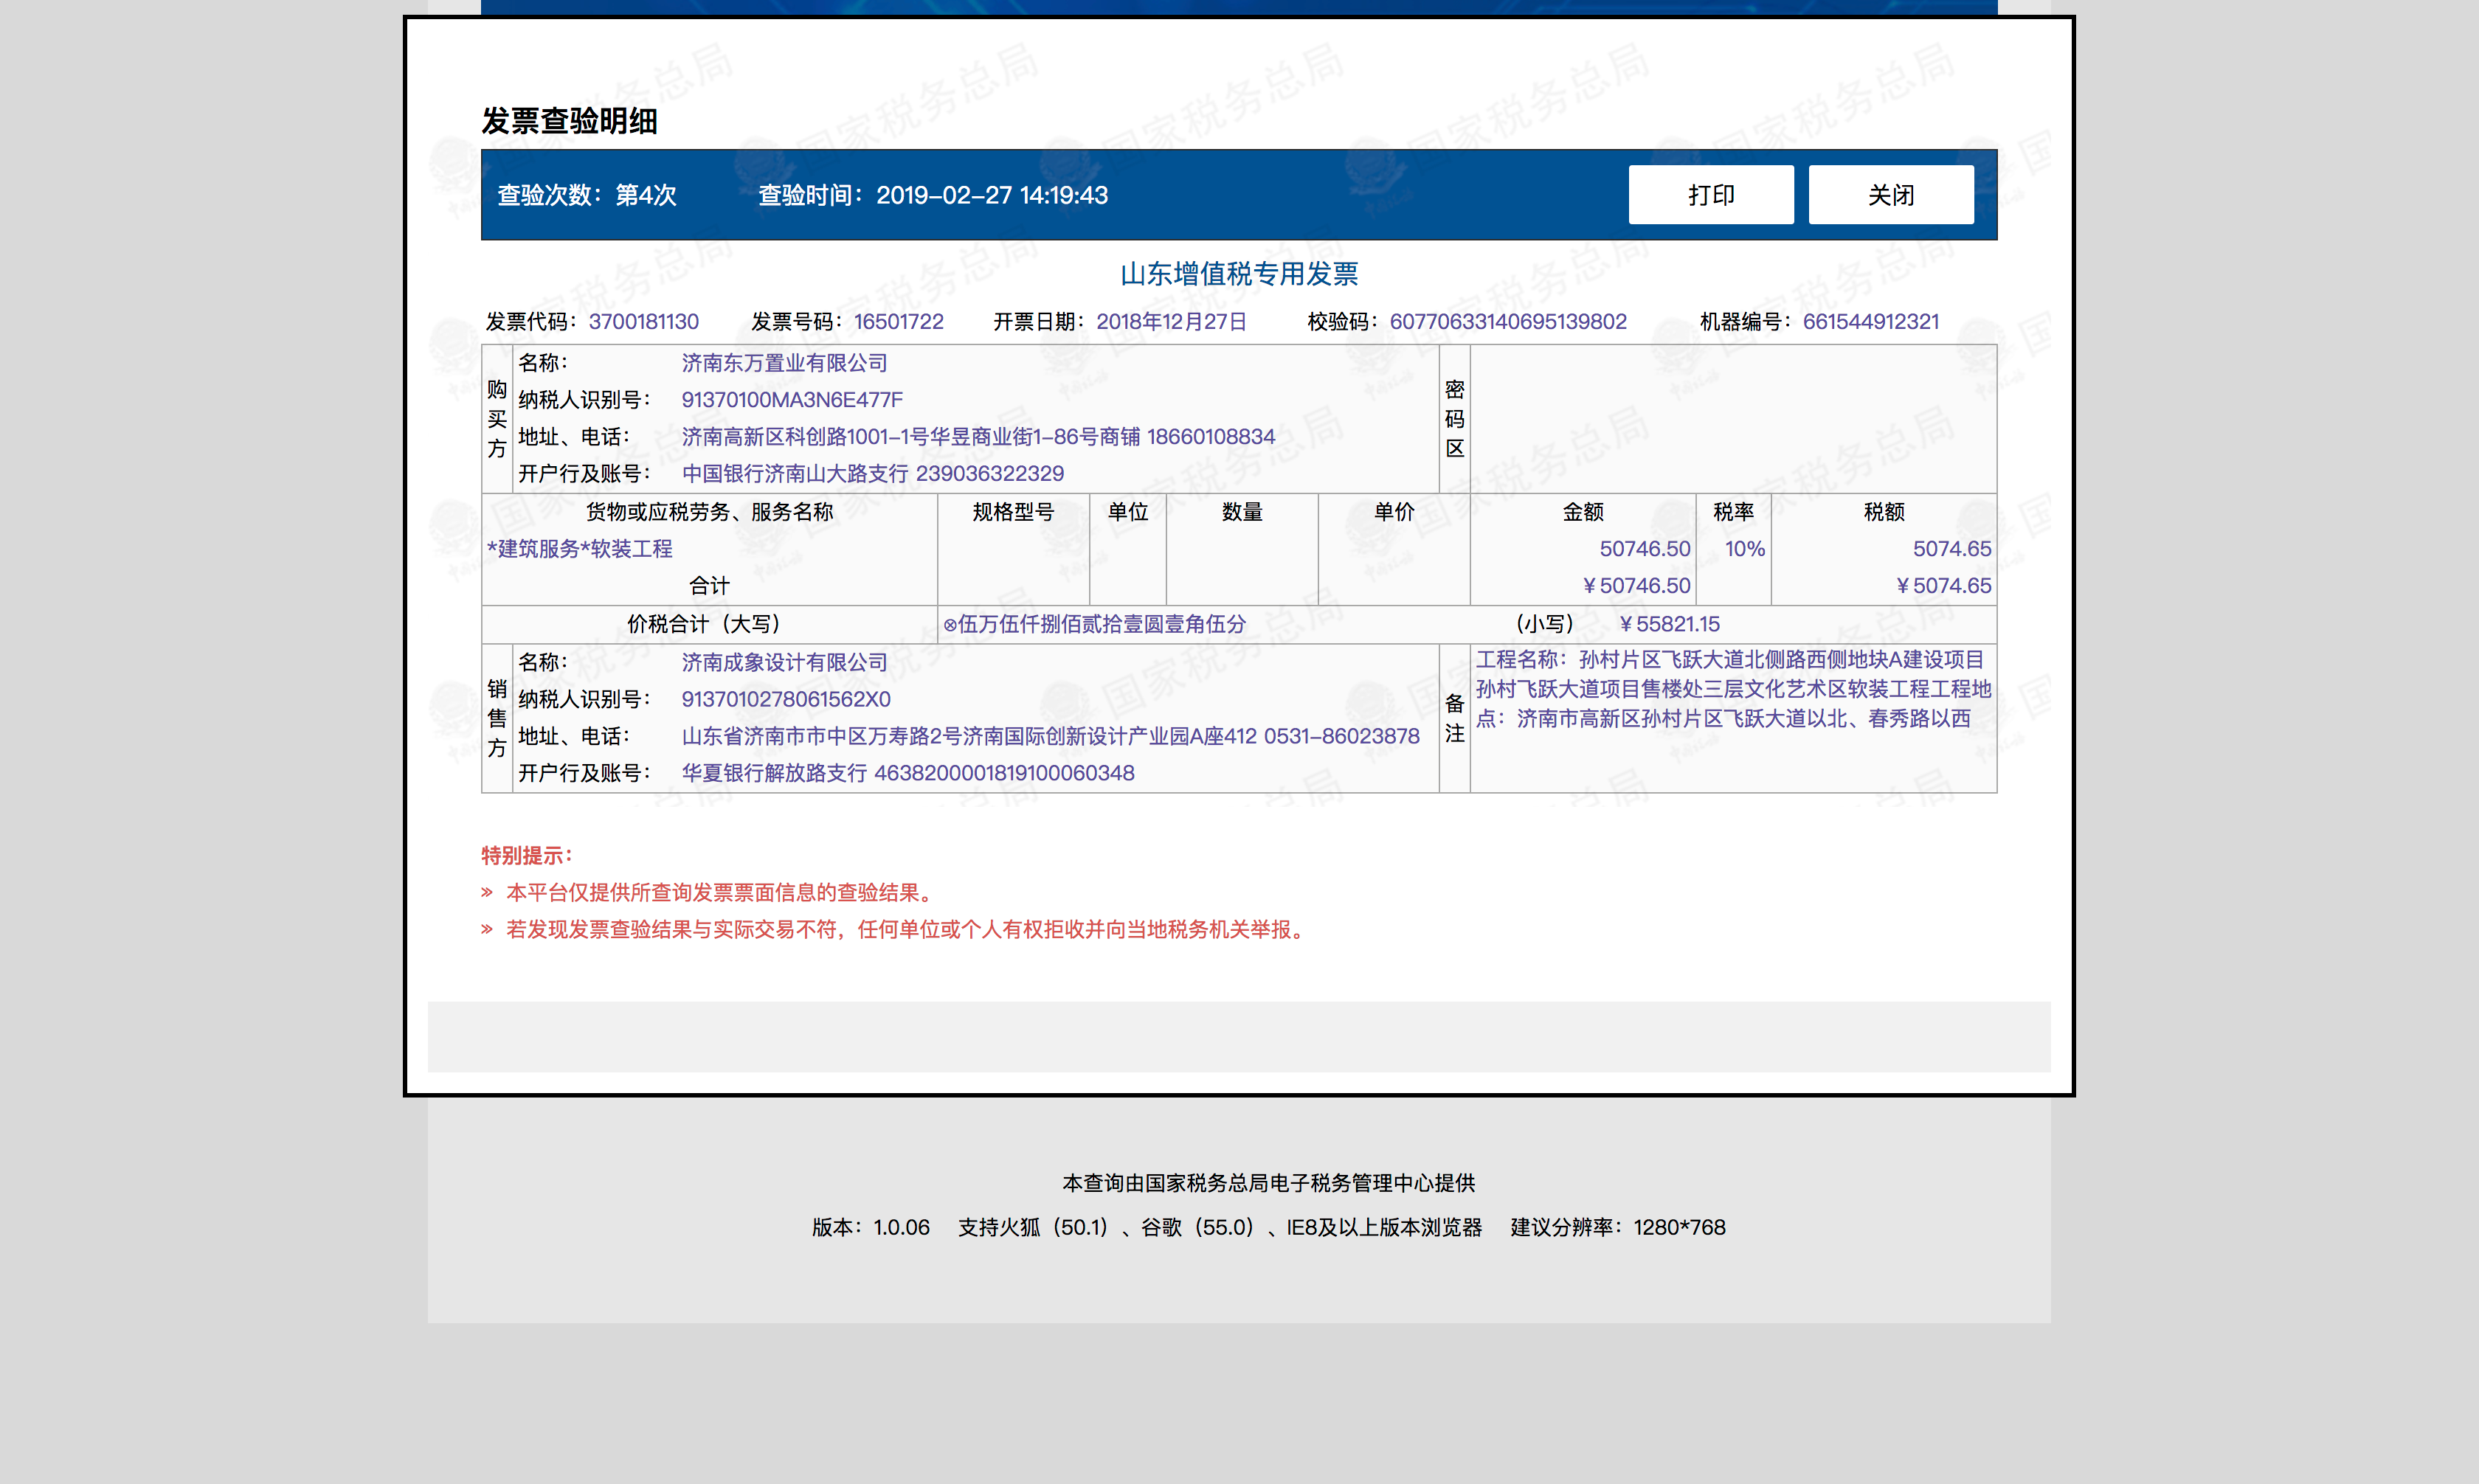 发票查验明细
查验次数：第4次 查验时间：2019-02-27 14:19:43 打印 关闭
山东增值税专用发票
发票代码：3700181130 发票号码：16501722 开票日期：2018年12月27日 校验码：60770633140695139802 机器编号：661544912321
购买方
名称： 济南东万置业有限公司
纳税人识别号： 91370100MA3N6E477F
地址、电话： 济南高新区科创路1001-1号华昱商业街1-86号商铺 18660108834
开户行及账号： 中国银行济南山大路支行 239036322329
密码区
货物或应税劳务、服务名称 规格型号 单位 数量 单价 金额 税率 税额
*建筑服务*软装工程 50746.50 10% 5074.65
合计 ￥50746.50 ￥5074.65
价税合计（大写） ⊗伍万伍仟捌佰贰拾壹圆壹角伍分 （小写） ￥55821.15
销售方
名称： 济南成象设计有限公司
纳税人识别号： 9137010278061562X0
地址、电话： 山东省济南市市中区万寿路2号济南国际创新设计产业园A座412 0531-86023878
开户行及账号： 华夏银行解放路支行 4638200001819100060348
备注
工程名称：孙村片区飞跃大道北侧路西侧地块A建设项目
孙村飞跃大道项目售楼处三层文化艺术区软装工程工程地
点：济南市高新区孙村片区飞跃大道以北、春秀路以西
特别提示：
» 本平台仅提供所查询发票票面信息的查验结果。
» 若发现发票查验结果与实际交易不符，任何单位或个人有权拒收并向当地税务机关举报。
本查询由国家税务总局电子税务管理中心提供
版本：1.0.06 支持火狐（50.1）、谷歌（55.0）、IE8及以上版本浏览器 建议分辨率：1280*768
国家税务总局